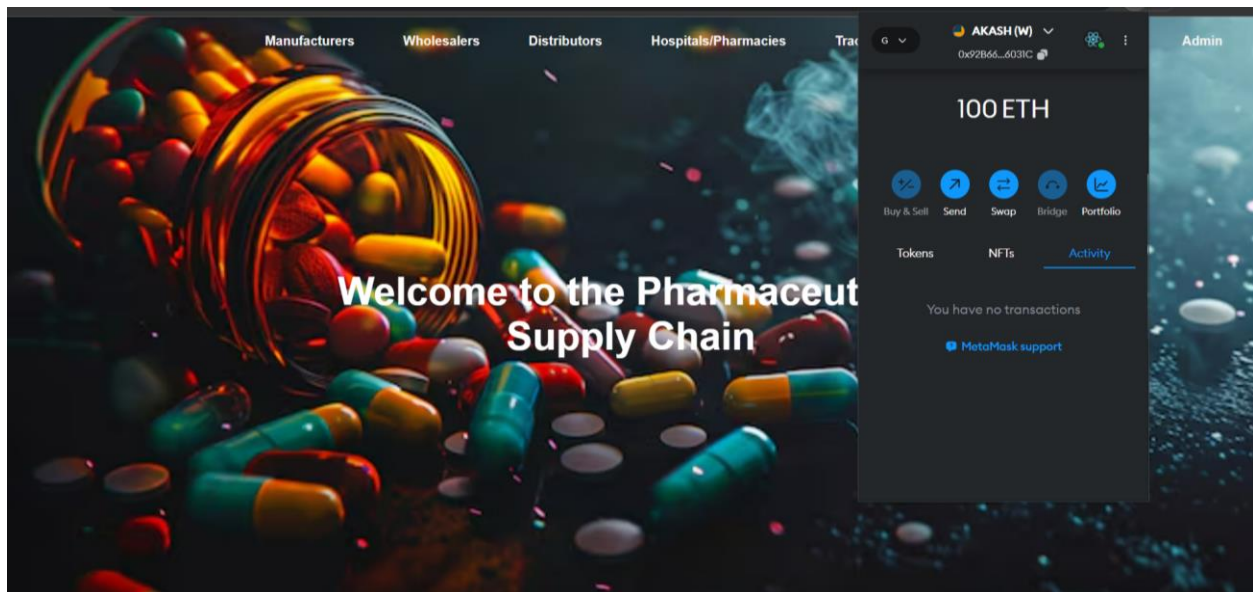 Manufacturers Wholesalers Distributors Hospitals/Pharmacies Trac Admin
Welcome to the Pharmaceut
Supply Chain
G
AKASH (W)
0x92B66...6031C
100 ETH
Buy & Sell Send Swap Bridge Portfolio
Tokens NFTs Activity
You have no transactions
MetaMask support